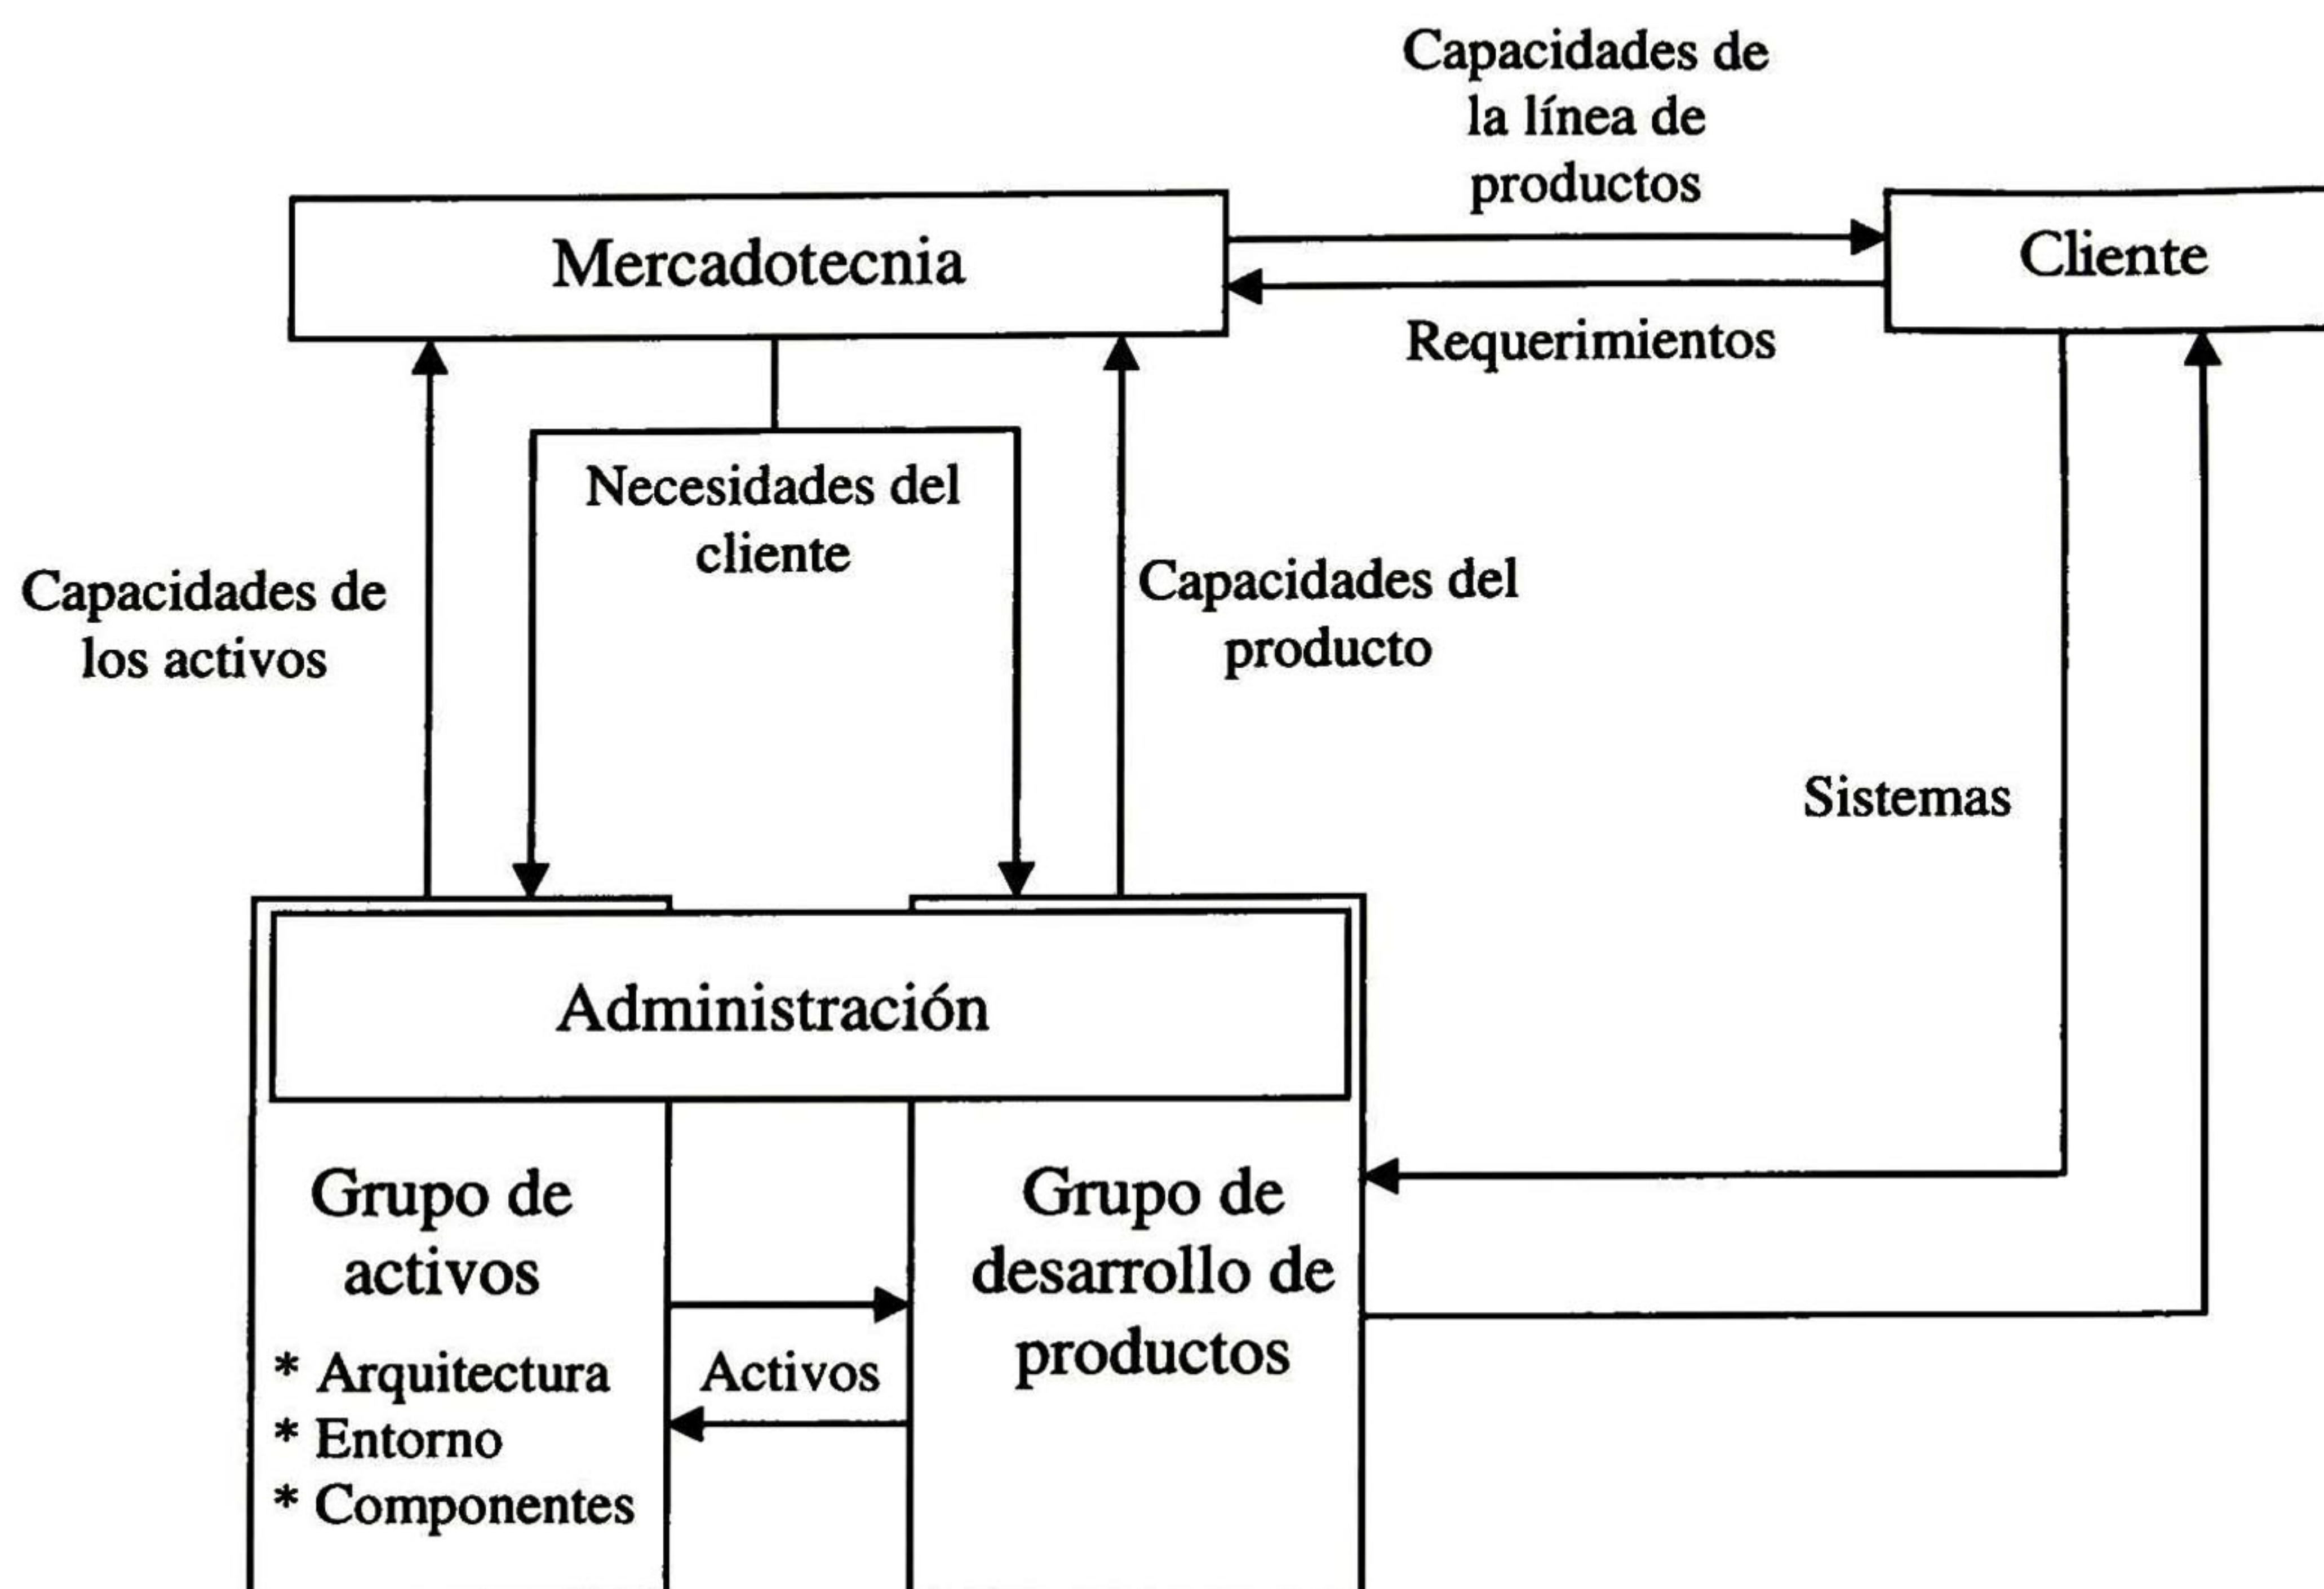 Capacidades de
la línea de
productos
Mercadotecnia
Cliente
Requerimientos
Necesidades del
cliente
Capacidades de
los activos
Capacidades del
producto
Sistemas
Administración
Grupo de
activos
* Arquitectura
* Entorno
* Componentes
Activos
Grupo de
desarrollo de
productos